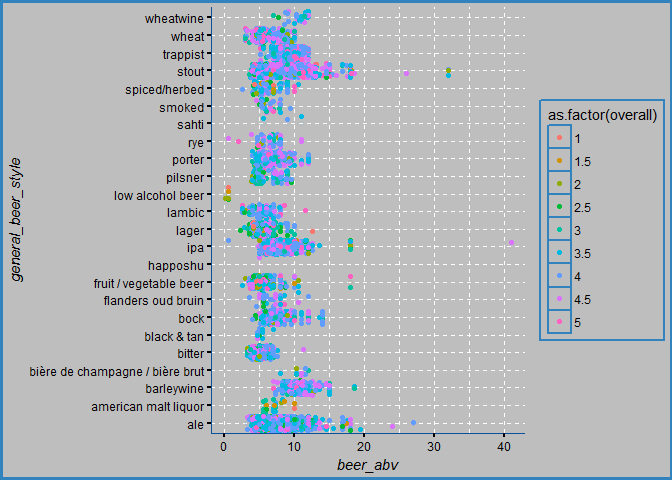 general_beer_style
wheatwine
wheat
trappist
stout
spiced/herbed
smoked
sahti
rye
porter
pilsner
low alcohol beer
lambic
lager
ipa
happoshu
fruit / vegetable beer
flanders oud bruin
bock
black & tan
bitter
bière de champagne / bière brut
barleywine
american malt liquor
ale
0 10 20 30 40
beer_abv
as.factor(overall)
1
1.5
2
2.5
3
3.5
4
4.5
5